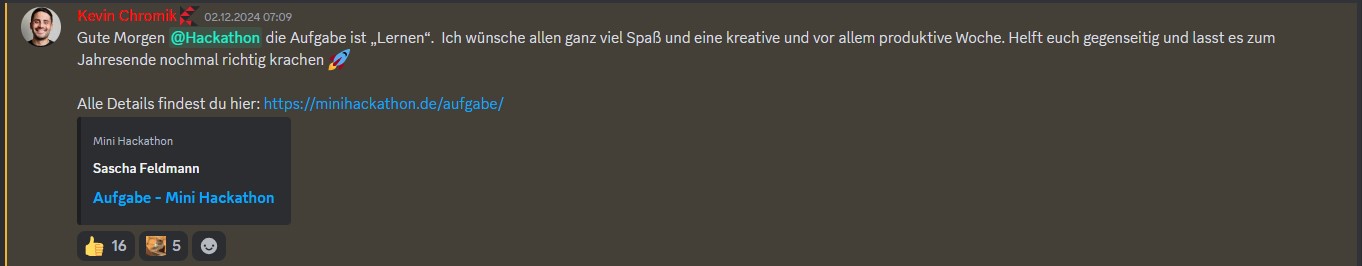 Kevin Chromik 02.12.2024 07:09
Gute Morgen @Hackathon die Aufgabe ist „Lernen“. Ich wünsche allen ganz viel Spaß und eine kreative und vor allem produktive Woche. Helft euch gegenseitig und lasst es zum
Jahresende nochmal richtig krachen 🚀
Alle Details findest du hier: https://minihackathon.de/aufgabe/
Mini Hackathon
Sascha Feldmann
Aufgabe - Mini Hackathon
👍 16 5